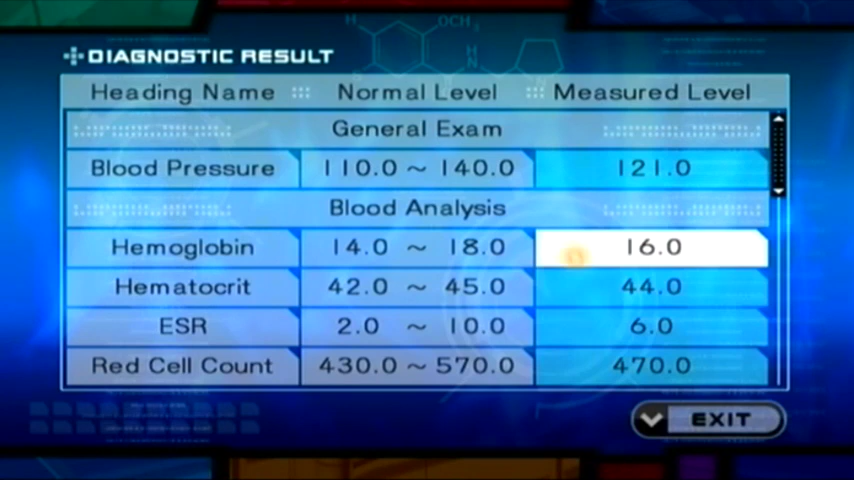 H OCH₃
H
N
DIAGNOSTIC RESULT
Heading Name Normal Level Measured Level
General Exam
Blood Pressure 110.0 ~ 140.0 121.0
Blood Analysis
Hemoglobin 14.0 ~ 18.0 16.0
Hematocrit 42.0 ~ 45.0 44.0
ESR 2.0 ~ 10.0 6.0
Red Cell Count 430.0 ~ 570.0 470.0
EXIT